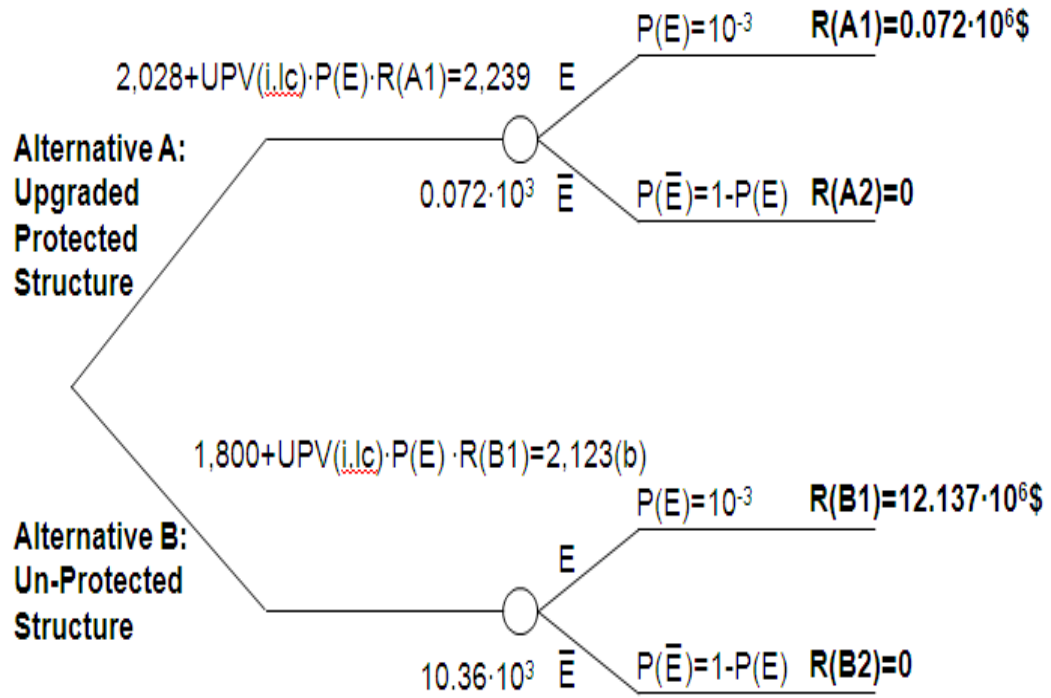 P(E)=10⁻³ R(A1)=0.072·10⁶$
2,028+UPV(i.lc)·P(E)·R(A1)=2,239 E
Alternative A:
Upgraded
Protected
Structure
0.072·10³ E̅ P(E̅)=1-P(E) R(A2)=0
1,800+UPV(i.lc)·P(E) ·R(B1)=2,123(b)
P(E)=10⁻³ R(B1)=12.137·10⁶$
Alternative B:
Un-Protected
Structure
E
10.36·10³ E̅ P(E̅)=1-P(E) R(B2)=0